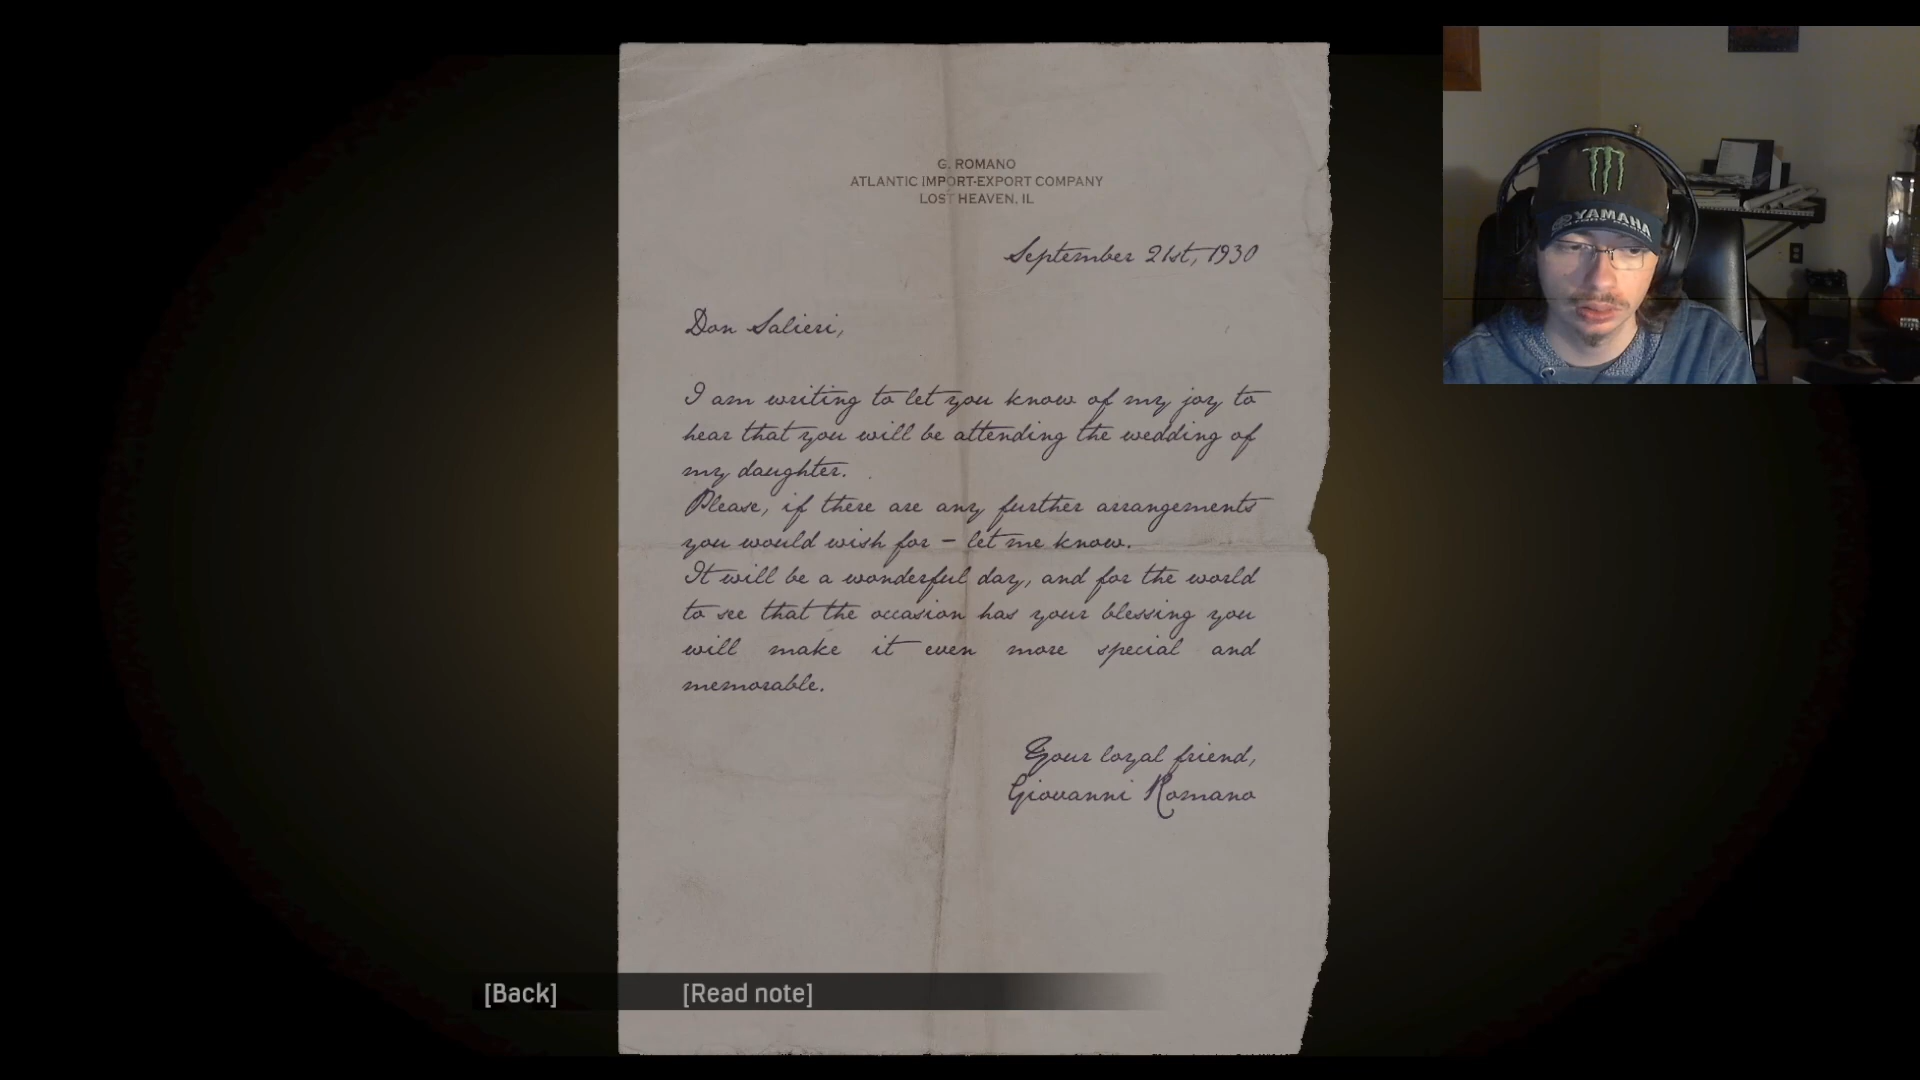 G. ROMANO
ATLANTIC IMPORT-EXPORT COMPANY
LOST HEAVEN, IL
September 21st, 1930
Don Salieri,
I am writing to let you know of my joy to
hear that you will be attending the wedding of
my daughter.
Please, if there are any further arrangements
you would wish for – let me know.
It will be a wonderful day, and for the world
to see that the occasion has your blessing you
will make it even more special and
memorable.
Your loyal friend,
Giovanni Romano
[Back] [Read note]
YAMAHA